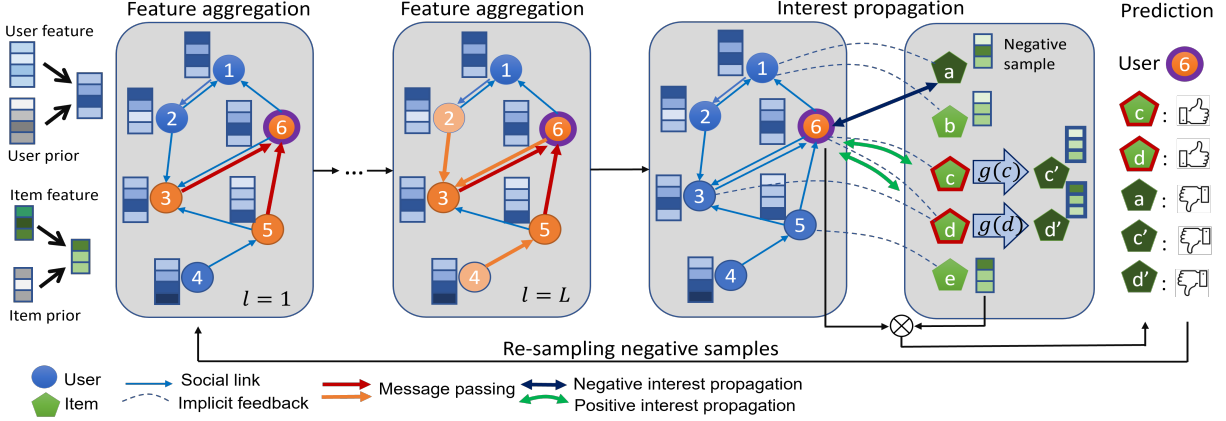 Feature aggregation
Feature aggregation
Interest propagation
Prediction
User feature
User prior
Item feature
Item prior
1
2
3
4
5
6
l = 1
...
1
2
3
4
5
6
l = L
1
2
3
4
5
6
a
b
c
d
e
Negative
sample
g(c)
c'
g(d)
d'
User 6
c :
d :
a :
c' :
d' :
Re-sampling negative samples
User
Item
Social link
Implicit feedback
Message passing
Negative interest propagation
Positive interest propagation